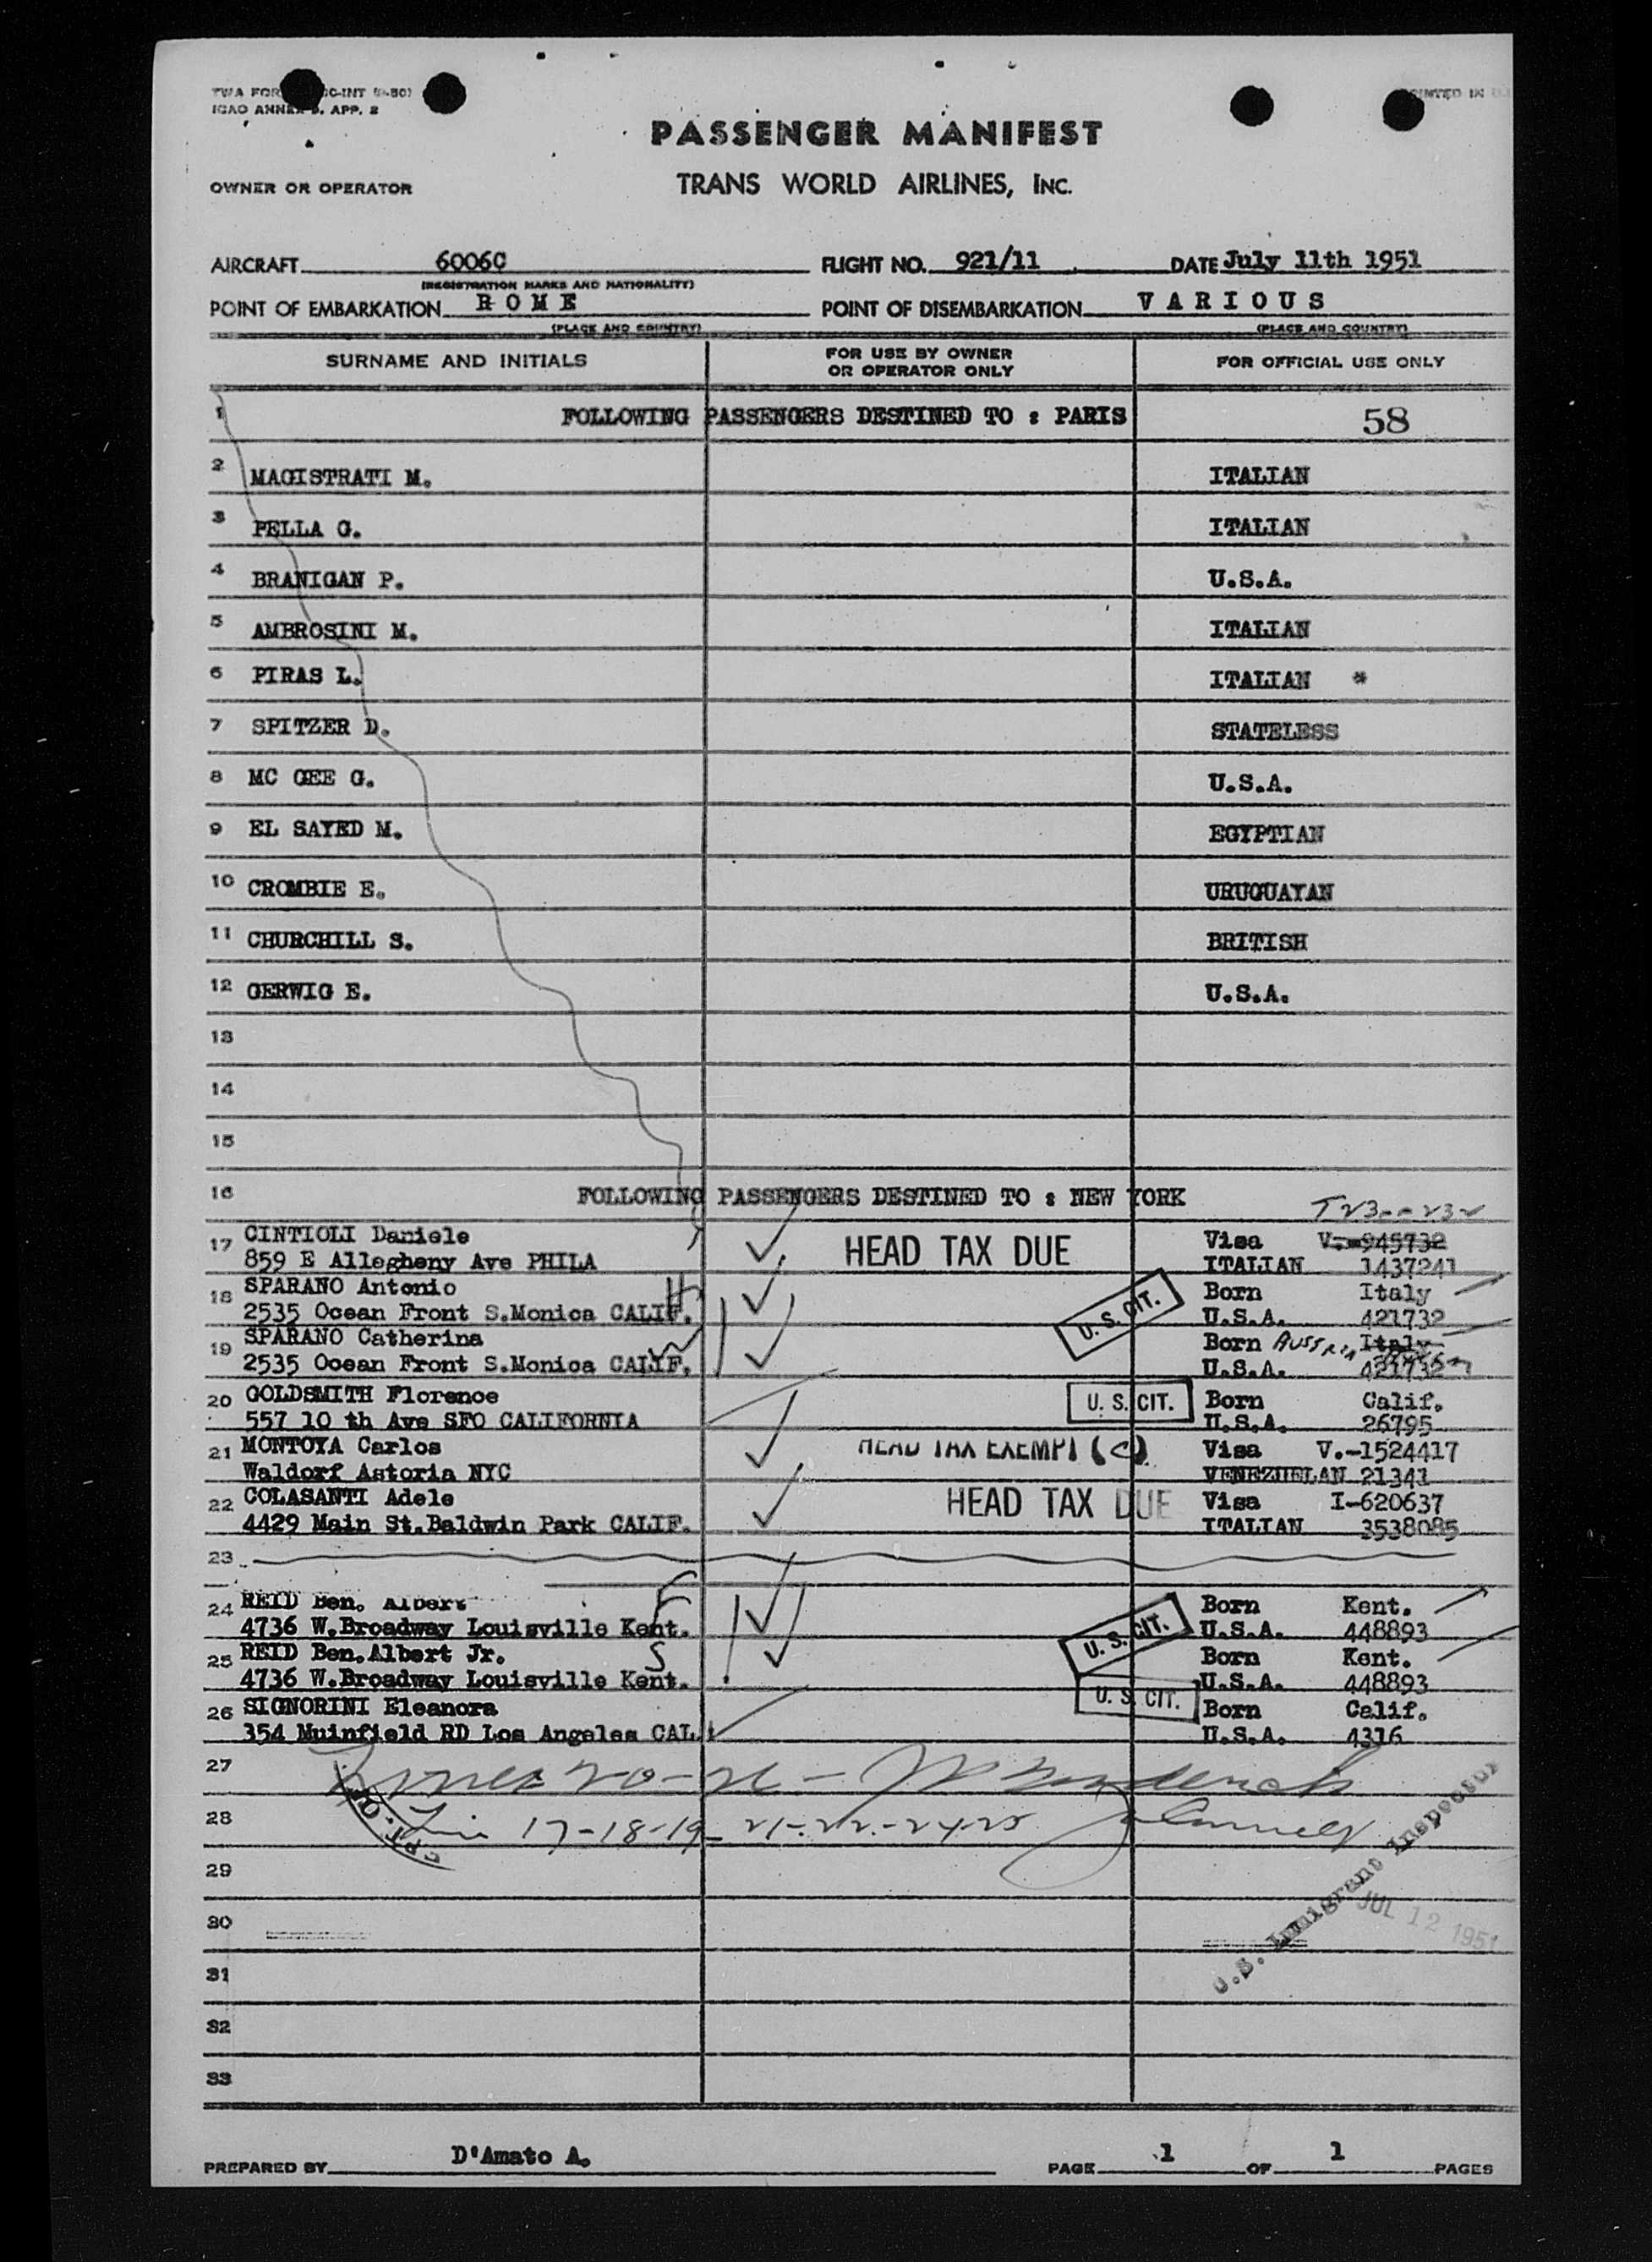 ICAO ANNEX 9. APP. 2
PRINTED IN
PASSENGER MANIFEST
OWNER OR OPERATOR TRANS WORLD AIRLINES, INC.
AIRCRAFT 6006C FLIGHT NO. 921/11 DATE July 11th 1951
(REGISTRATION MARKS AND NATIONALITY)
POINT OF EMBARKATION R O M E POINT OF DISEMBARKATION V A R I O U S
(PLACE AND COUNTRY) (PLACE AND COUNTRY)
SURNAME AND INITIALS FOR USE BY OWNER OR OPERATOR ONLY FOR OFFICIAL USE ONLY
1 FOLLOWING PASSENGERS DESTINED TO : PARIS 58
2 MAGISTRATI M. ITALIAN
3 PELLA G. ITALIAN
4 BRANIGAN P. U.S.A.
5 AMBROSINI M. ITALIAN
6 PIRAS L. ITALIAN *
7 SPITZER D. STATELESS
8 MC GEE G. U.S.A.
9 EL SAYED M. EGYPTIAN
10 CROMBIE E. URUGUAYAN
11 CHURCHILL S. BRITISH
12 GERWIG E. U.S.A.
13
14
15
16 FOLLOWING PASSENGERS DESTINED TO : NEW YORK
17 CINTIOLI Daniele HEAD TAX DUE Visa V.-945732
859 E Allegheny Ave PHILA ITALIAN 1437241
18 SPARANO Antonio H U.S. CIT. Born Italy
2535 Ocean Front S.Monica CALIF. U.S.A. 421732
19 SPARANO Catherina W Born AUSTRIA Italy
2535 Ocean Front S.Monica CALIF. U.S.A. 421732
20 GOLDSMITH Florence U. S. CIT. Born Calif.
557 10 th Ave SFO CALIFORNIA U.S.A. 26795
21 MONTOYA Carlos HEAD TAX EXEMPT (C) Visa V.-1524417
Waldorf Astoria NYC VENEZUELAN 21341
22 COLASANTI Adele HEAD TAX DUE Visa I-620637
4429 Main St.Baldwin Park CALIF. ITALIAN 3538085
23
24 REID Ben. Albert F U. S. CIT. Born Kent.
4736 W.Broadway Louisville Kent. U.S.A. 448893
25 REID Ben.Albert Jr. S Born Kent.
4736 W.Broadway Louisville Kent. U.S.A. 448893
26 SIGNORINI Eleanora U. S. CIT. Born Calif.
354 Muinfield RD Los Angeles CAL. U.S.A. 4316
27 Lines 20-26-
28 Line 17-18-19-21-22-24-25
29
U.S. Immigrant Inspector
JUL 12 1951
30
31
32
33
PREPARED BY D'Amato A. PAGE 1 OF 1 PAGES